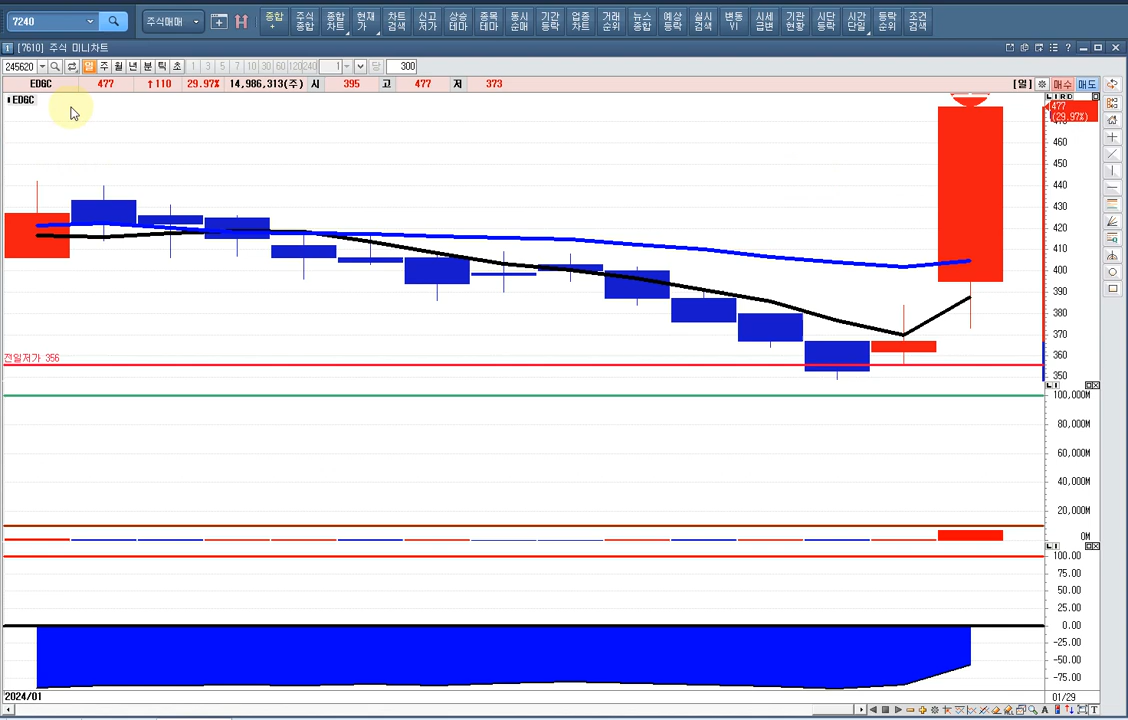 7240 주식매매 종합+ 주식종합 종합차트 현재가 차트검색 신고저가 상승테마 종목테마 동시순매 기간등락 업종차트 거래순위 뉴스종합 예상등락 실시검색 변동VI 시세급변 기관현황 시단등락 시간단일 등락순위 조건검색
1 [7610] 주식 미니차트
245620 일 주 월 년 분 틱 초 1 3 5 7 10 30 60 120 240 1 당 300
EDGC 477 ↑110 29.97% 14,986,313(주) 시 395 고 477 저 373 [일] 매수 매도
EDGC
477
(29.97%)
460
450
440
430
420
410
400
390
380
370
전일저가 356
360
350
100,000M
80,000M
60,000M
40,000M
20,000M
0M
100.00
75.00
50.00
25.00
0.00
-25.00
-50.00
-75.00
2024/01 01/29